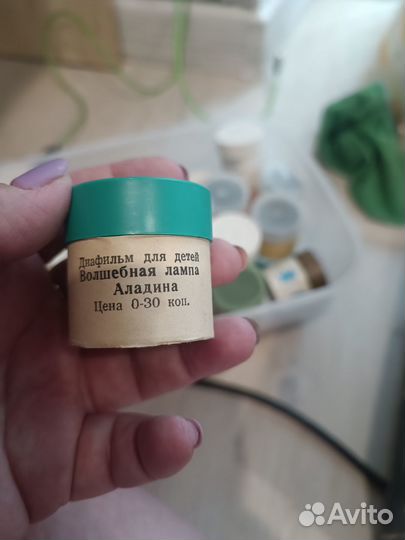 Диафильм для детей
Волшебная лампа
Аладина
Цена 0-30 коп.
Avito